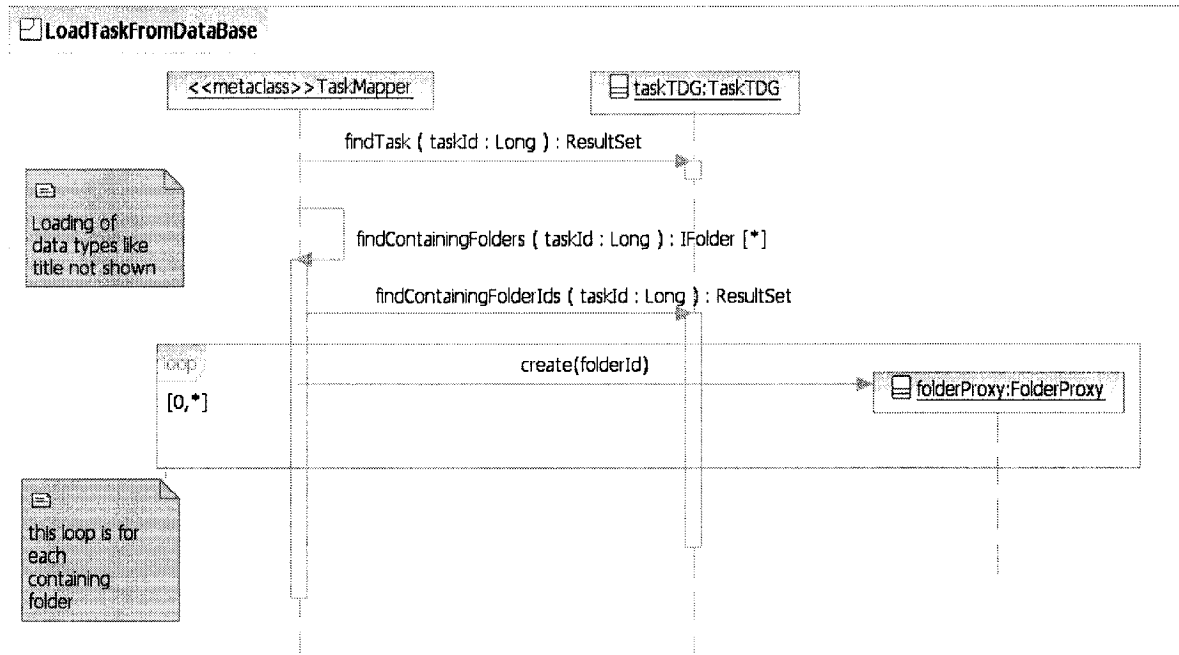 LoadTaskFromDataBase
<<metaclass>>TaskMapper
taskTDG:TaskTDG
findTask ( taskId : Long ) : ResultSet
Loading of
data types like
title not shown
findContainingFolders ( taskId : Long ) : IFolder [*]
findContainingFolderIds ( taskId : Long ) : ResultSet
loop
create(folderId)
folderProxy:FolderProxy
[0,*]
this loop is for
each
containing
folder